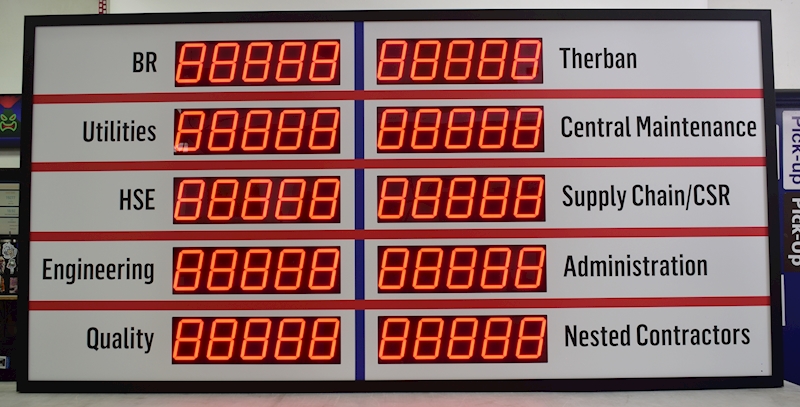 BR 88888 88888 Therban
Utilities 88888 88888 Central Maintenance
HSE 88888 88888 Supply Chain/CSR
Engineering 88888 88888 Administration
Quality 88888 88888 Nested Contractors
Pick-up
Pick-Up